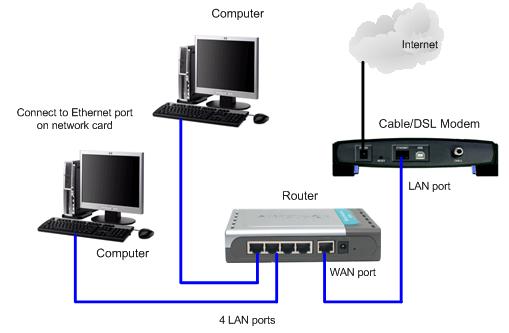 Computer
Internet
Connect to Ethernet port
on network card
Cable/DSL Modem
LAN port
Router
Computer
WAN port
4 LAN ports